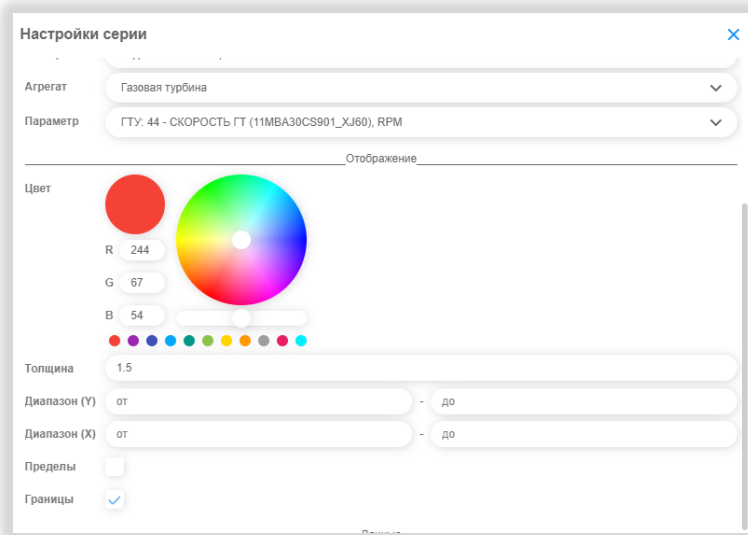 Настройки серии
Агрегат Газовая турбина
Параметр ГТУ: 44 - СКОРОСТЬ ГТ (11MBA30CS901_XJ60), RPM
Отображение
Цвет
R 244
G 67
B 54
Толщина 1.5
Диапазон (Y) от - до
Диапазон (X) от - до
Пределы
Границы